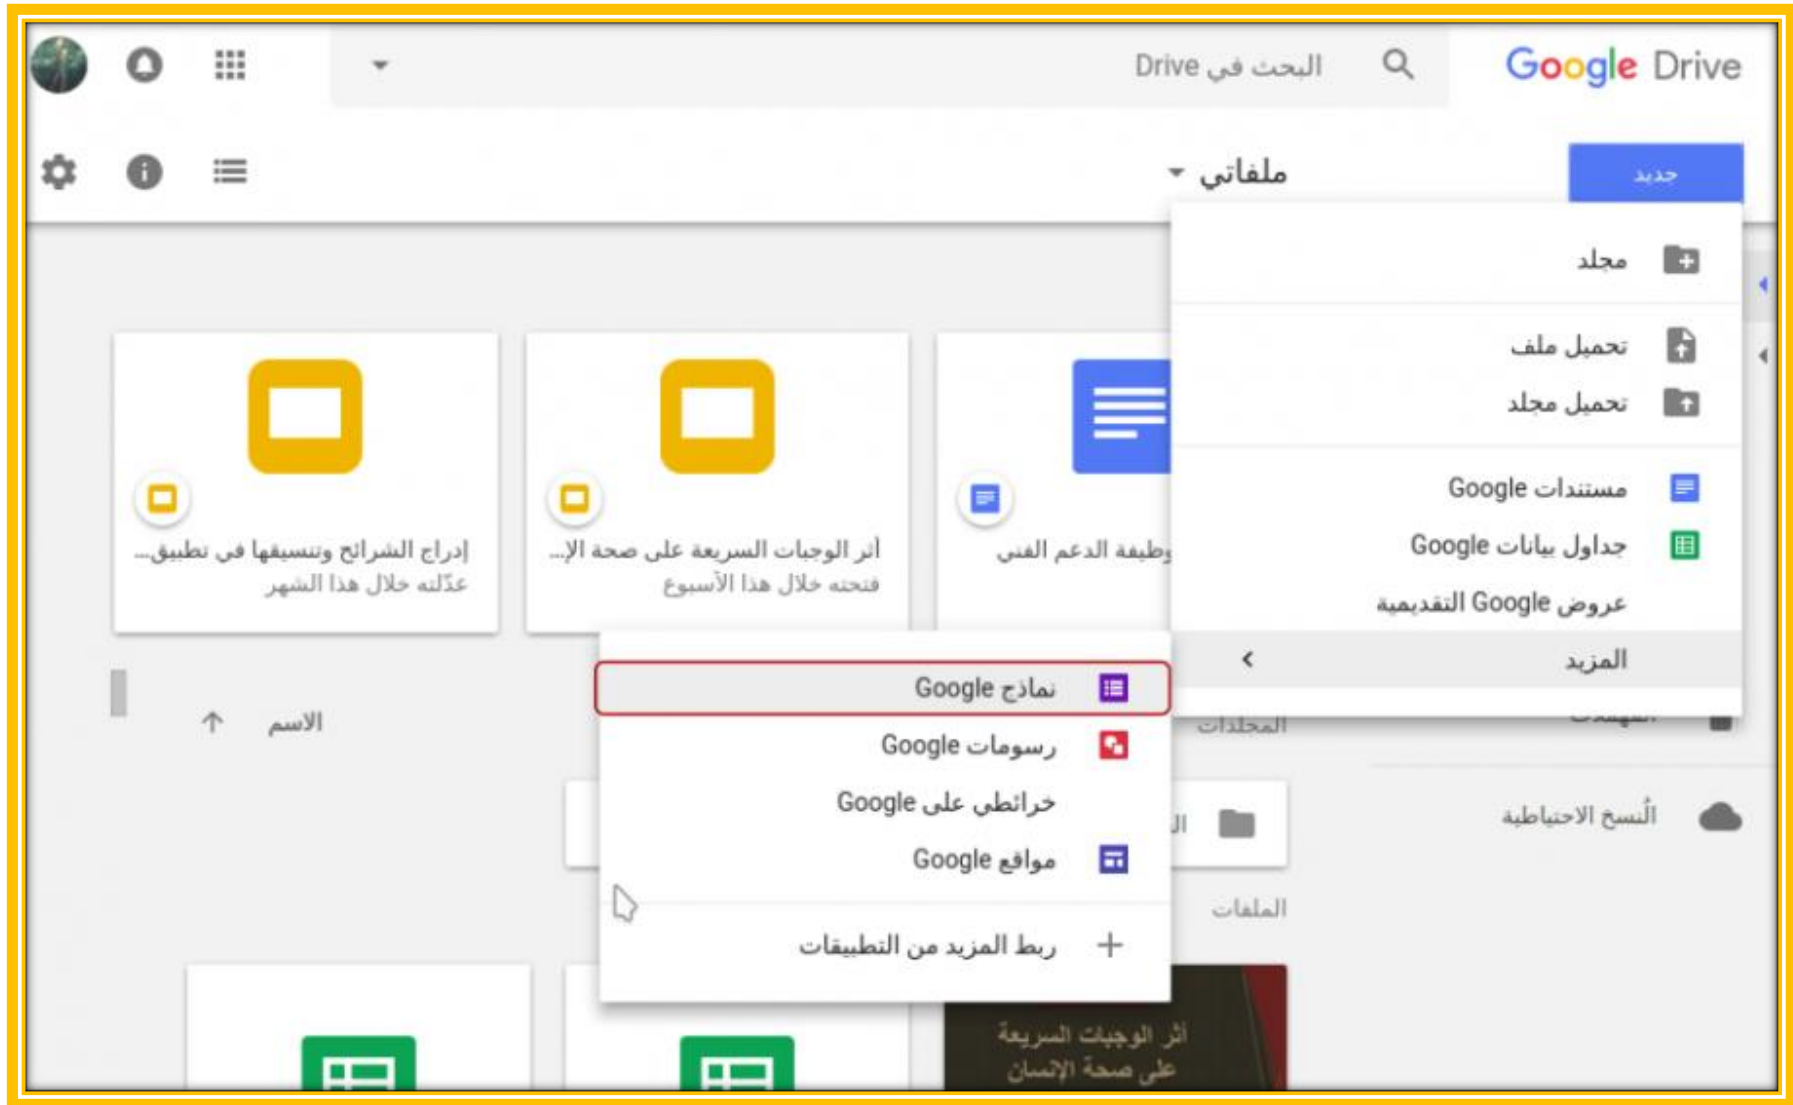 Google Drive
البحث في Drive
جديد
ملفاتي
مجلد
تحميل ملف
تحميل مجلد
مستندات Google
جداول بيانات Google
عروض Google التقديمية
المزيد
وظيفة الدعم الفني
أثر الوجبات السريعة على صحة الإ...
فتحته خلال هذا الأسبوع
إدراج الشرائح وتنسيقها في تطبيق...
عدّلته خلال هذا الشهر
نماذج Google
رسومات Google
خرائطي على Google
مواقع Google
ربط المزيد من التطبيقات
المهملات
النُسخ الاحتياطية
المجلدات
الاسم
الملفات
أثر الوجبات السريعة
على صحة الإنسان